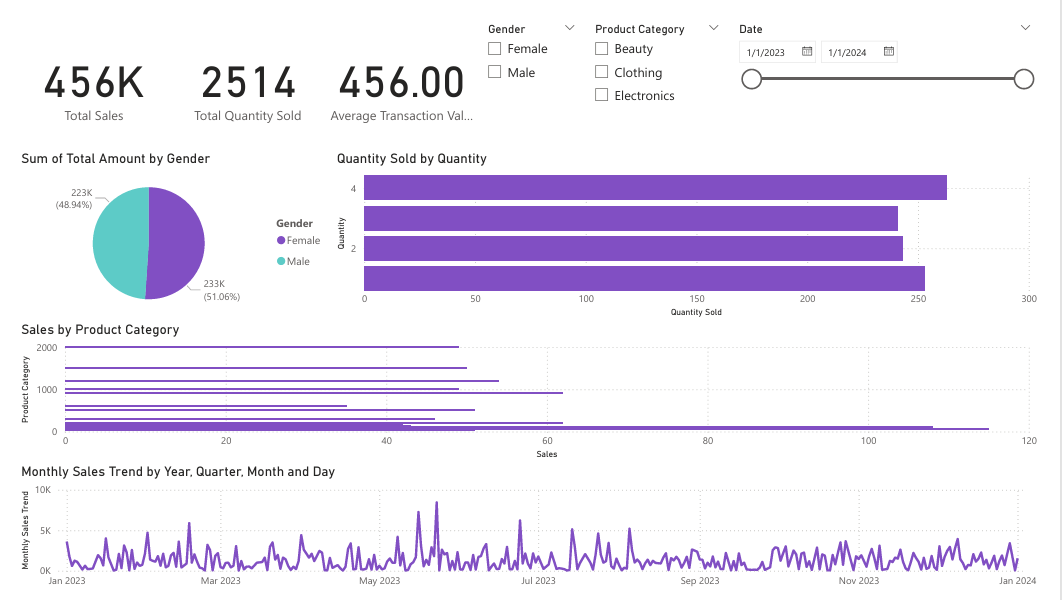 Gender
Female
Male
Product Category
Beauty
Clothing
Electronics
Date
1/1/2023
1/1/2024
456K
Total Sales
2514
Total Quantity Sold
456.00
Average Transaction Val...
Sum of Total Amount by Gender
223K
(48.94%)
233K
(51.06%)
Gender
Female
Male
Quantity Sold by Quantity
Quantity
4
2
0 50 100 150 200 250 300
Quantity Sold
Sales by Product Category
Product Category
2000
1000
0
0 20 40 60 80 100 120
Sales
Monthly Sales Trend by Year, Quarter, Month and Day
Monthly Sales Trend
10K
5K
0K
Jan 2023 Mar 2023 May 2023 Jul 2023 Sep 2023 Nov 2023 Jan 2024